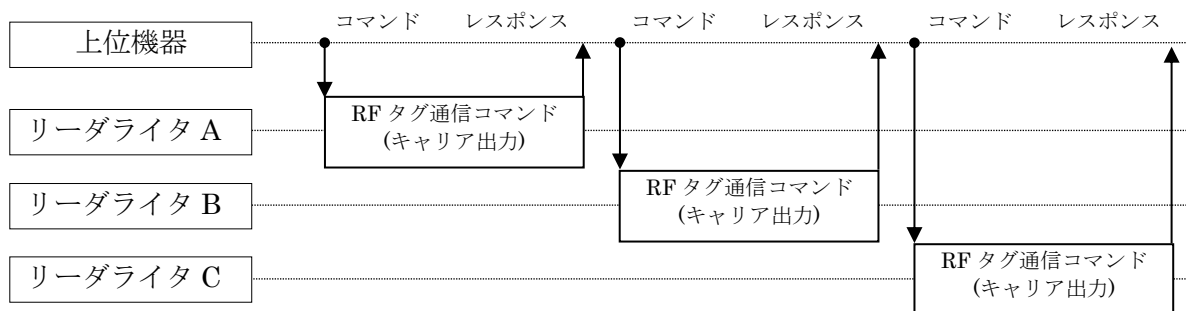 コマンド レスポンス コマンド レスポンス コマンド レスポンス
上位機器
RF タグ通信コマンド
(キャリア出力)
リーダライタ A
RF タグ通信コマンド
(キャリア出力)
リーダライタ B
RF タグ通信コマンド
(キャリア出力)
リーダライタ C